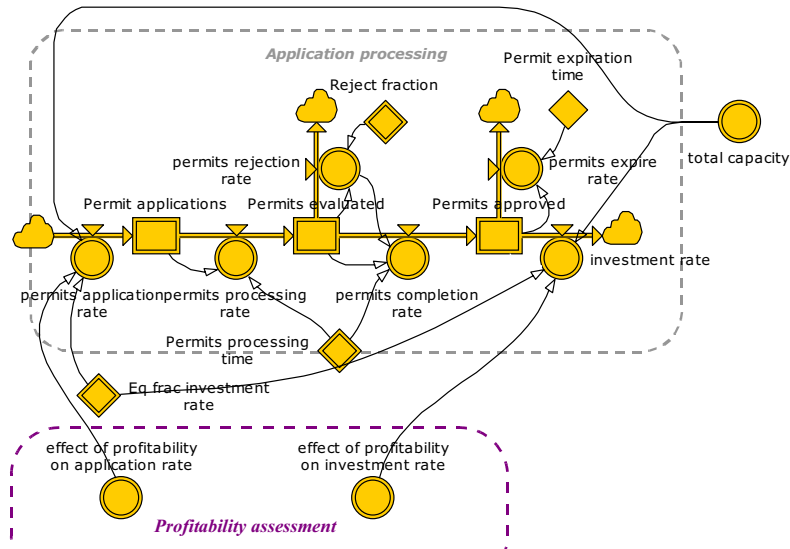 Application processing
Permit expiration
time
Reject fraction
permits rejection
rate
permits expire
rate
total capacity
Permit applications
Permits evaluated
Permits approved
investment rate
permits application
rate
permits processing
rate
permits completion
rate
Permits processing
time
Eq frac investment
rate
effect of profitability
on application rate
effect of profitability
on investment rate
Profitability assessment